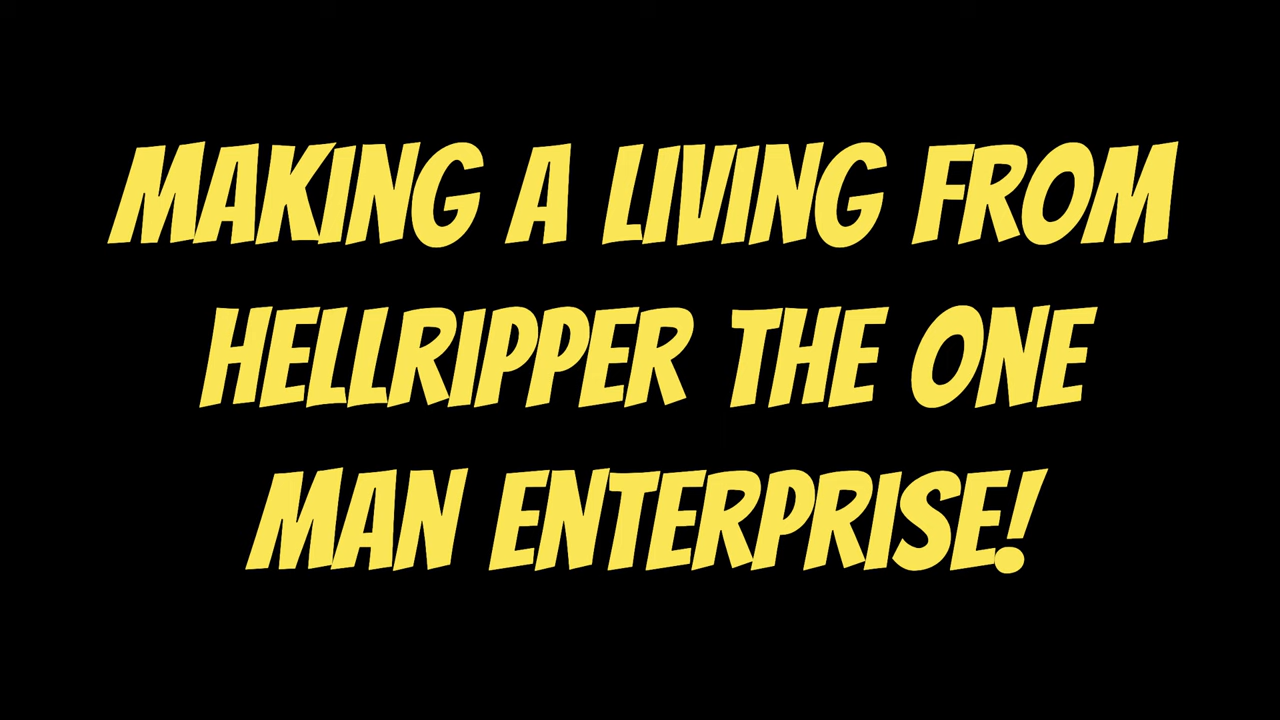 MAKING A LIVING FROM
HELLRIPPER THE ONE
MAN ENTERPRISE!